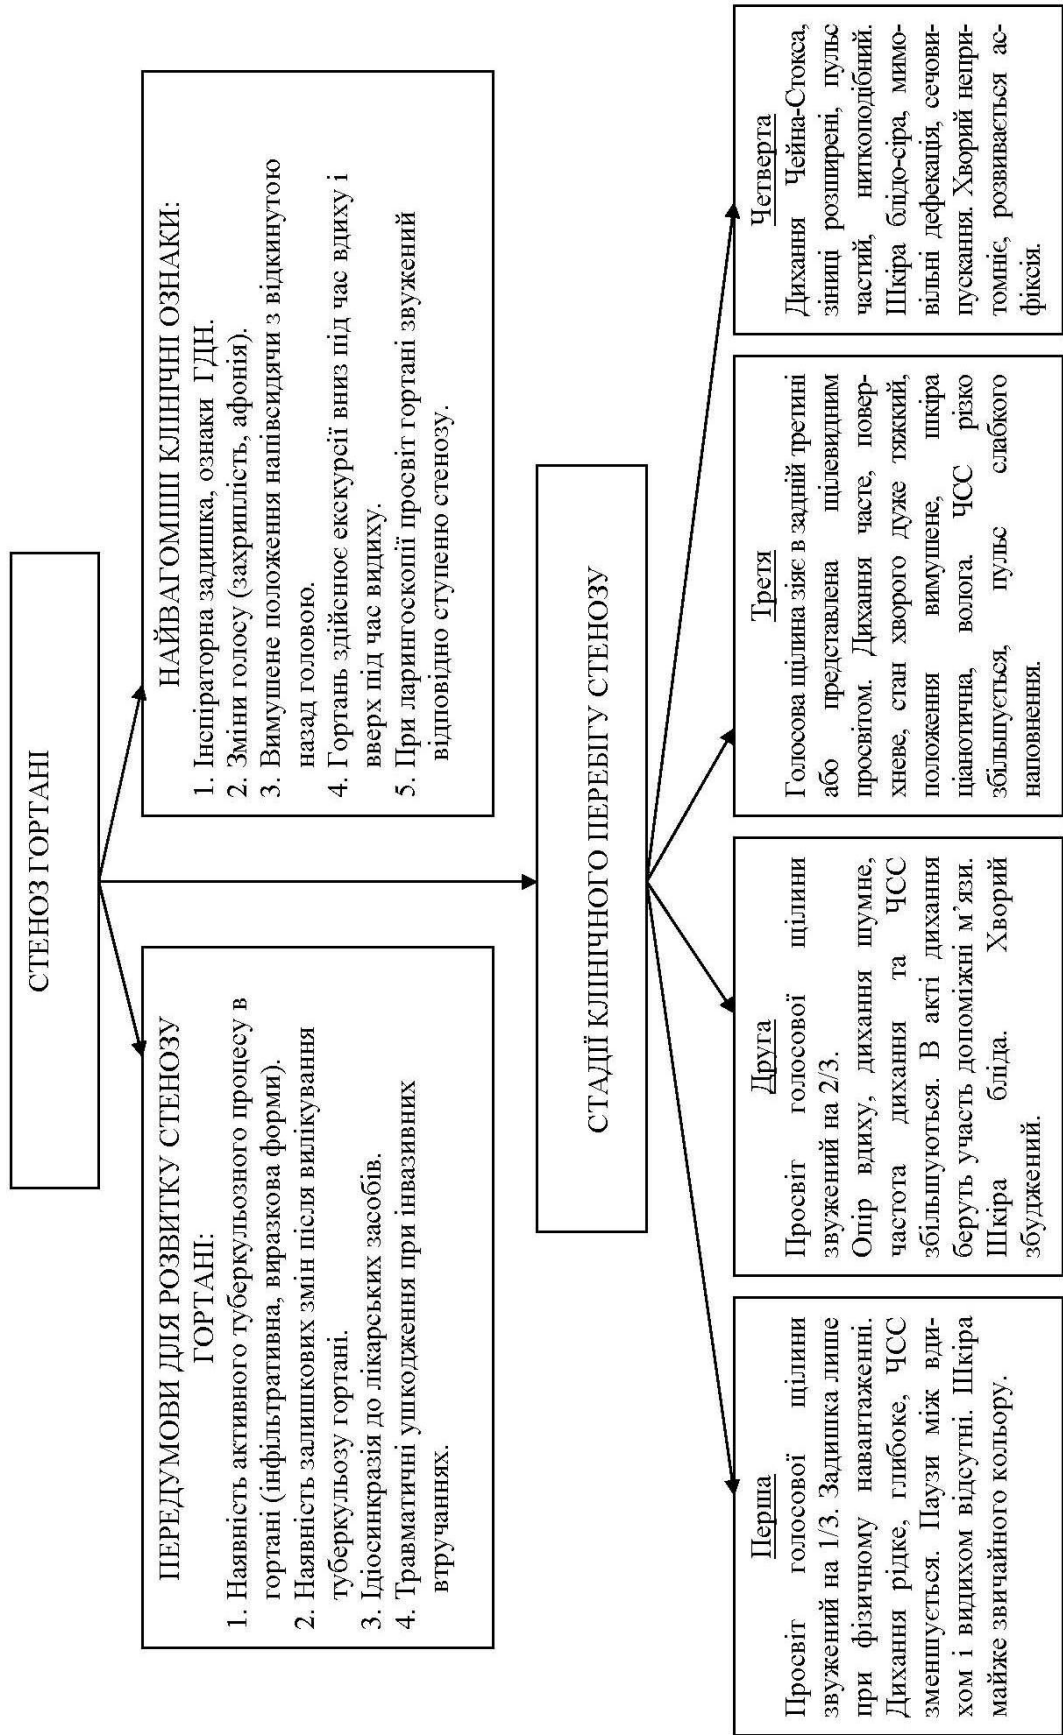 СТЕНОЗ ГОРТАНІ
ПЕРЕДУМОВИ ДЛЯ РОЗВИТКУ СТЕНОЗУ
ГОРТАНІ:
1. Наявність активного туберкульозного процесу в
гортані (інфільтративна, виразкова форми).
2. Наявність залишкових змін після вилікування
туберкульозу гортані.
3. Ідіосинкразія до лікарських засобів.
4. Травматичні ушкодження при інвазивних
втручаннях.
НАЙВАГОМІШІ КЛІНІЧНІ ОЗНАКИ:
1. Інспіраторна задишка, ознаки ГДН.
2. Зміни голосу (захриплість, афонія).
3. Вимушене положення напівсидячи з відкинутою
назад головою.
4. Гортань здійснює екскурсії вниз під час вдиху і
вверх під час видиху.
5. При ларингоскопії просвіт гортані звужений
відповідно ступеню стенозу.
СТАДІЇ КЛІНІЧНОГО ПЕРЕБІГУ СТЕНОЗУ
Перша
Просвіт голосової щілини
звужений на 1/3. Задишка лише
при фізичному навантаженні.
Дихання рідке, глибоке, ЧСС
зменшується. Паузи між вди-
хом і видихом відсутні. Шкіра
майже звичайного кольору.
Друга
Просвіт голосової щілини
звужений на 2/3.
Опір вдиху, дихання шумне,
частота дихання та ЧСС
збільшуються. В акті дихання
беруть участь допоміжні м’язи.
Шкіра бліда. Хворий
збуджений.
Третя
Голосова щілина зіяє в задній третині
або представлена щілевидним
просвітом. Дихання часте, повер-
хневе, стан хворого дуже тяжкий,
положення вимушене, шкіра
ціанотична, волога. ЧСС різко
збільшується, пульс слабкого
наповнення.
Четверта
Дихання Чейна-Стокса,
зіниці розширені, пульс
частий, ниткоподібний.
Шкіра блідо-сіра, мимо-
вільні дефекація, сечови-
пускання. Хворий непри-
томніє, розвивається ас-
фіксія.